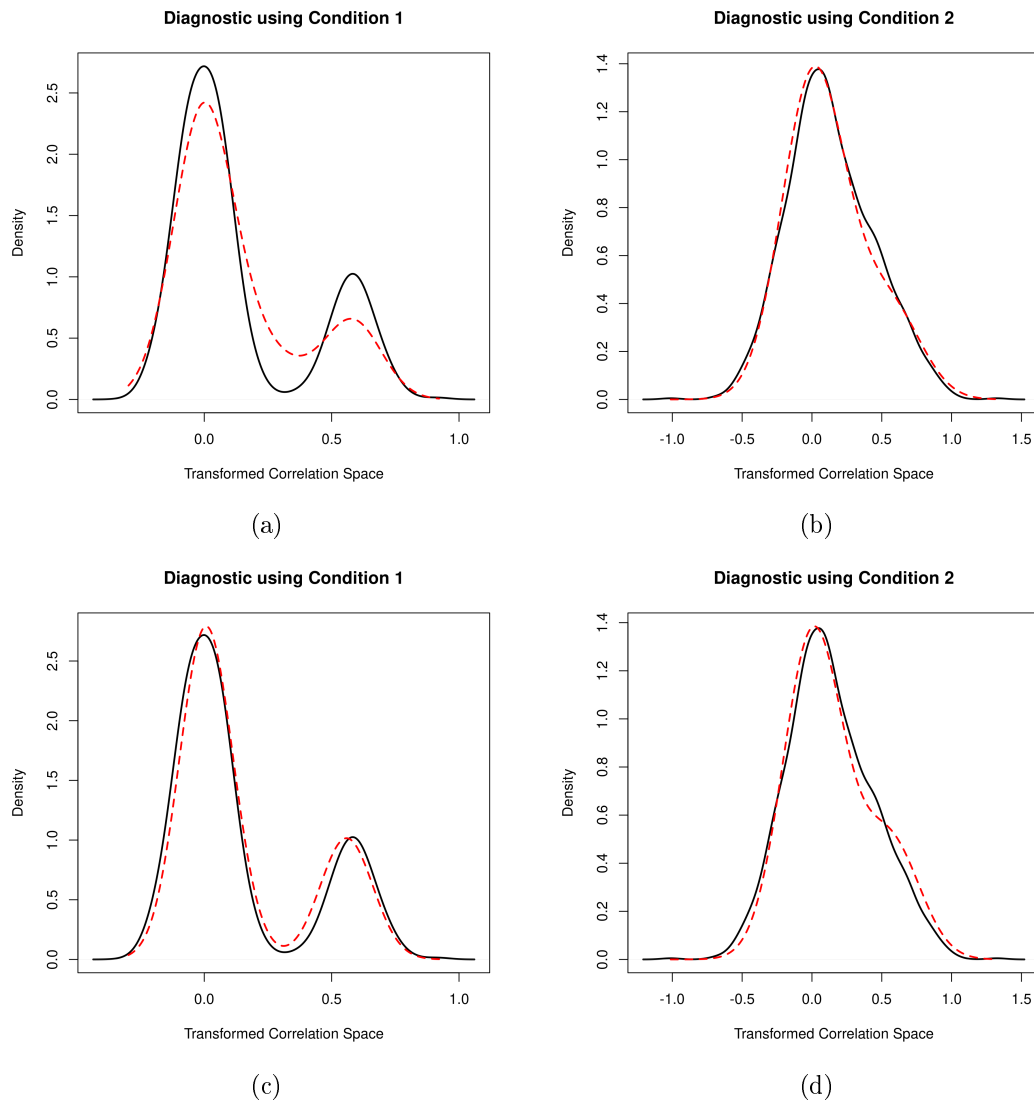 Diagnostic using Condition 1
Density
0.0 0.5 1.0 1.5 2.0 2.5
0.0 0.5 1.0
Transformed Correlation Space
(a)
Diagnostic using Condition 2
Density
0.0 0.2 0.4 0.6 0.8 1.0 1.2 1.4
-1.0 -0.5 0.0 0.5 1.0 1.5
Transformed Correlation Space
(b)
Diagnostic using Condition 1
Density
0.0 0.5 1.0 1.5 2.0 2.5
0.0 0.5 1.0
Transformed Correlation Space
(c)
Diagnostic using Condition 2
Density
0.0 0.2 0.4 0.6 0.8 1.0 1.2 1.4
-1.0 -0.5 0.0 0.5 1.0 1.5
Transformed Correlation Space
(d)